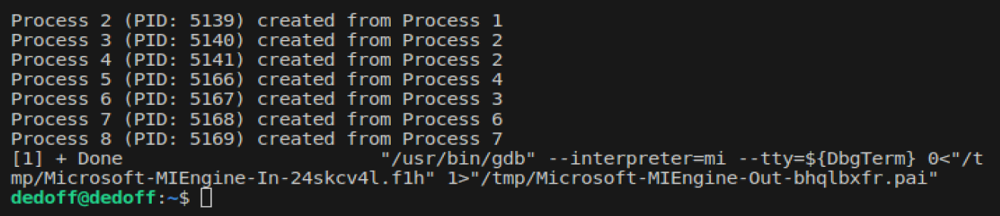 Process 2 (PID: 5139) created from Process 1
Process 3 (PID: 5140) created from Process 2
Process 4 (PID: 5141) created from Process 2
Process 5 (PID: 5166) created from Process 4
Process 6 (PID: 5167) created from Process 3
Process 7 (PID: 5168) created from Process 6
Process 8 (PID: 5169) created from Process 7
[1] + Done                       "/usr/bin/gdb" --interpreter=mi --tty=${DbgTerm} 0<"/t
mp/Microsoft-MIEngine-In-24skcv4l.f1h" 1>"/tmp/Microsoft-MIEngine-Out-bhqlbxfr.pai"
dedoff@dedoff:~$